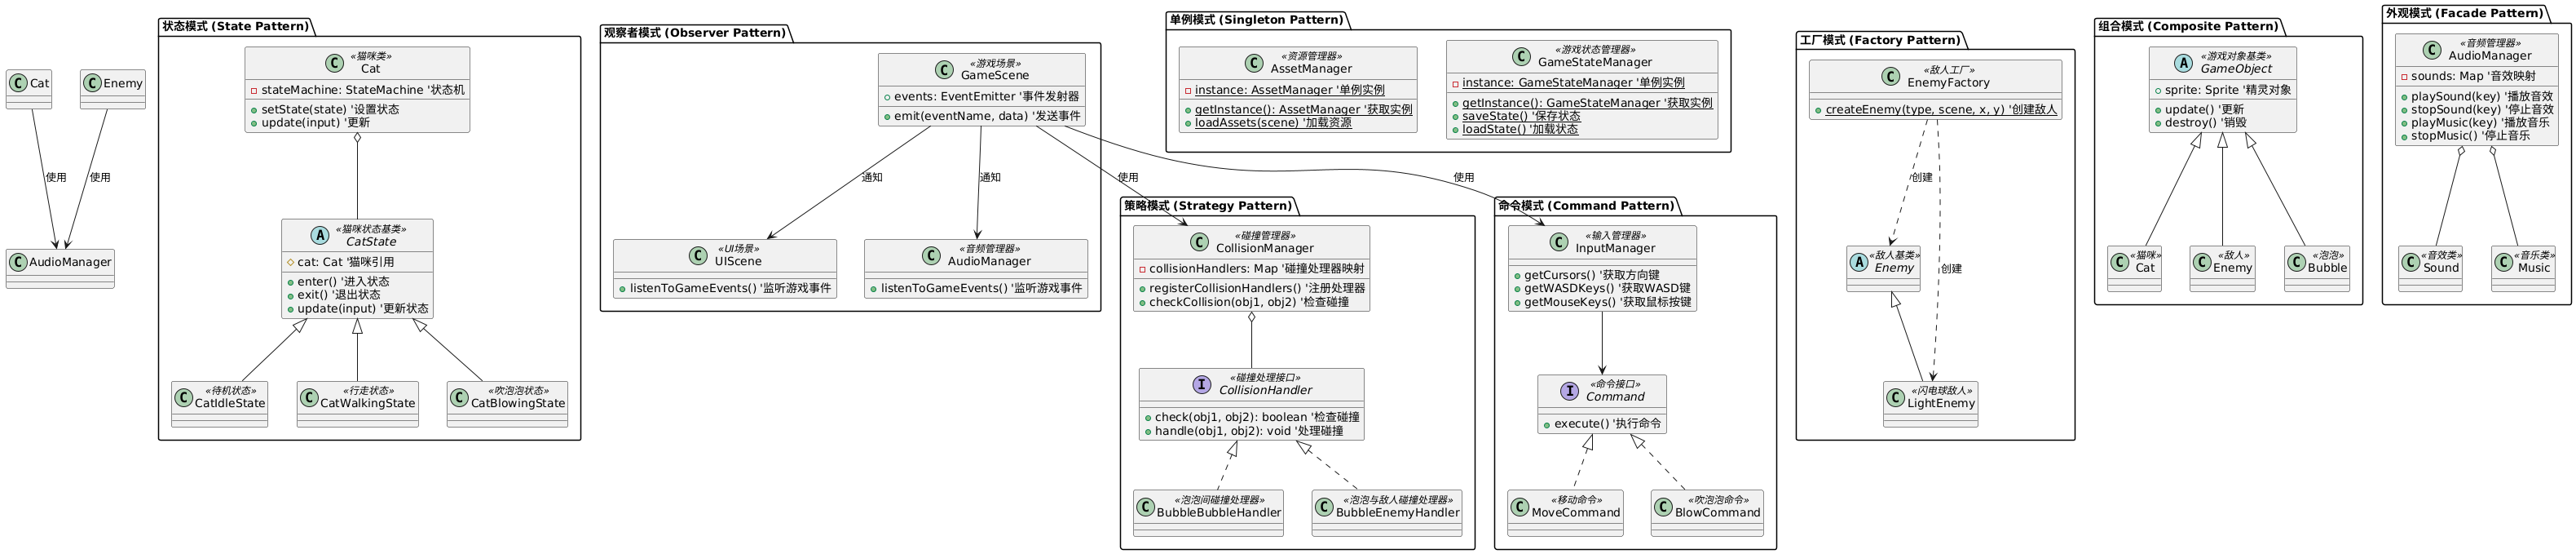 Cat
Enemy
使用
使用
AudioManager
状态模式 (State Pattern)
«猫咪类»
Cat
stateMachine: StateMachine '状态机
setState(state) '设置状态
update(input) '更新
«猫咪状态基类»
CatState
cat: Cat '猫咪引用
enter() '进入状态
exit() '退出状态
update(input) '更新状态
«待机状态»
CatIdleState
«行走状态»
CatWalkingState
«吹泡泡状态»
CatBlowingState
观察者模式 (Observer Pattern)
«游戏场景»
GameScene
events: EventEmitter '事件发射器
emit(eventName, data) '发送事件
通知
通知
使用
使用
«UI场景»
UIScene
listenToGameEvents() '监听游戏事件
«音频管理器»
AudioManager
listenToGameEvents() '监听游戏事件
单例模式 (Singleton Pattern)
«资源管理器»
AssetManager
instance: AssetManager '单例实例
getInstance(): AssetManager '获取实例
loadAssets(scene) '加载资源
«游戏状态管理器»
GameStateManager
instance: GameStateManager '单例实例
getInstance(): GameStateManager '获取实例
saveState() '保存状态
loadState() '加载状态
策略模式 (Strategy Pattern)
«碰撞管理器»
CollisionManager
collisionHandlers: Map '碰撞处理器映射
registerCollisionHandlers() '注册处理器
checkCollision(obj1, obj2) '检查碰撞
«碰撞处理接口»
CollisionHandler
check(obj1, obj2): boolean '检查碰撞
handle(obj1, obj2): void '处理碰撞
«泡泡间碰撞处理器»
BubbleBubbleHandler
«泡泡与敌人碰撞处理器»
BubbleEnemyHandler
命令模式 (Command Pattern)
«输入管理器»
InputManager
getCursors() '获取方向键
getWASDKeys() '获取WASD键
getMouseKeys() '获取鼠标按键
«命令接口»
Command
execute() '执行命令
«移动命令»
MoveCommand
«吹泡泡命令»
BlowCommand
工厂模式 (Factory Pattern)
«敌人工厂»
EnemyFactory
createEnemy(type, scene, x, y) '创建敌人
创建
创建
«敌人基类»
Enemy
«闪电球敌人»
LightEnemy
组合模式 (Composite Pattern)
«游戏对象基类»
GameObject
sprite: Sprite '精灵对象
update() '更新
destroy() '销毁
«猫咪»
Cat
«敌人»
Enemy
«泡泡»
Bubble
外观模式 (Facade Pattern)
«音频管理器»
AudioManager
sounds: Map '音效映射
playSound(key) '播放音效
stopSound(key) '停止音效
playMusic(key) '播放音乐
stopMusic() '停止音乐
«音效类»
Sound
«音乐类»
Music